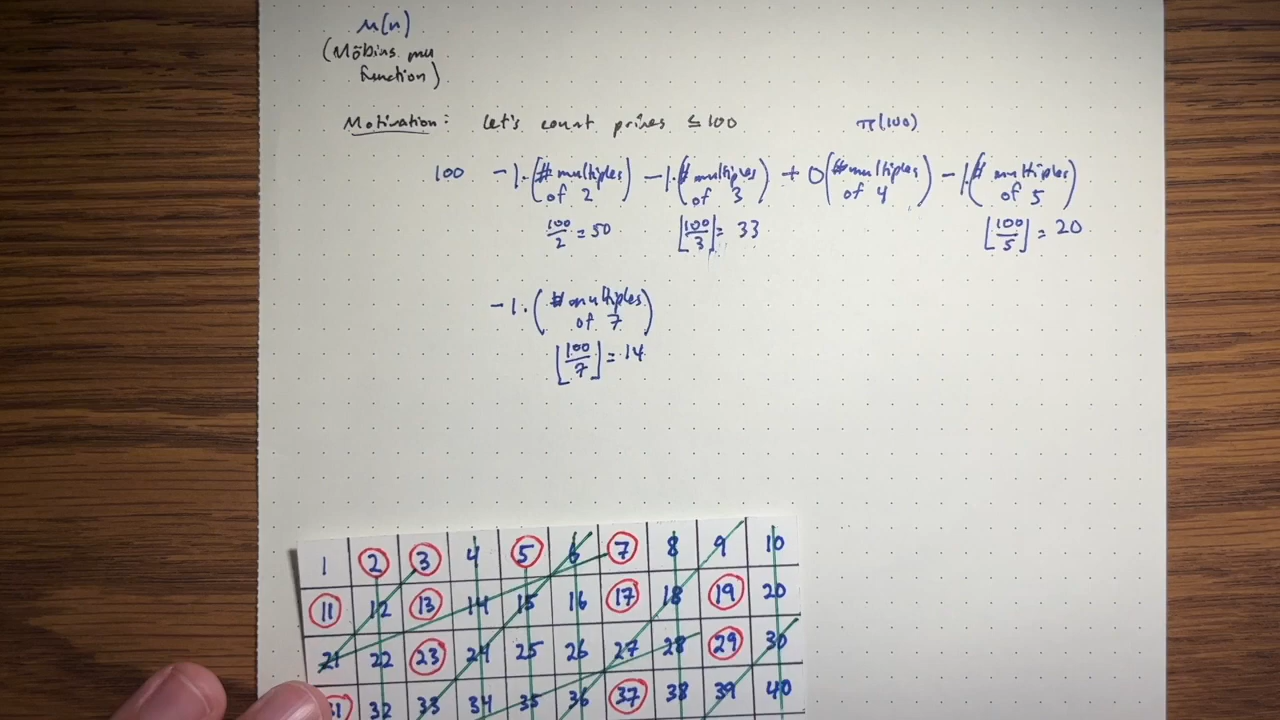 μ(n)
(Möbius mu
function)
Motivation: Let's count primes ≤ 100 π(100)
100 - 1·(# multiples of 2) - 1·(# multiples of 3) + 0(# multiples of 4) - 1·(# multiples of 5)
100/2 = 50 ⌊100/3⌋ = 33 ⌊100/5⌋ = 20
- 1·(# multiples of 7)
⌊100/7⌋ = 14
1 2 3 4 5 6 7 8 9 10
11 12 13 14 15 16 17 18 19 20
21 22 23 24 25 26 27 28 29 30
31 32 33 34 35 36 37 38 39 40